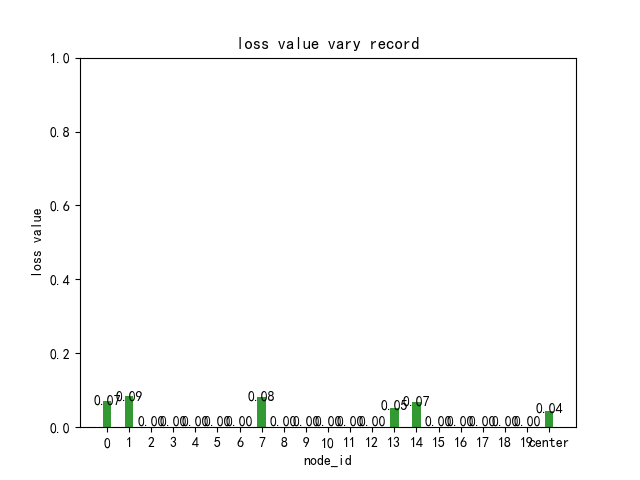 loss value vary record
1.0
0.8
0.6
0.4
0.2
0.0
loss value
0.07 0.09 0.00 0.00 0.00 0.00 0.00 0.08 0.00 0.00 0.00 0.00 0.00 0.05 0.07 0.00 0.00 0.00 0.00 0.00 0.04
0 1 2 3 4 5 6 7 8 9 10 11 12 13 14 15 16 17 18 19 center
node_id